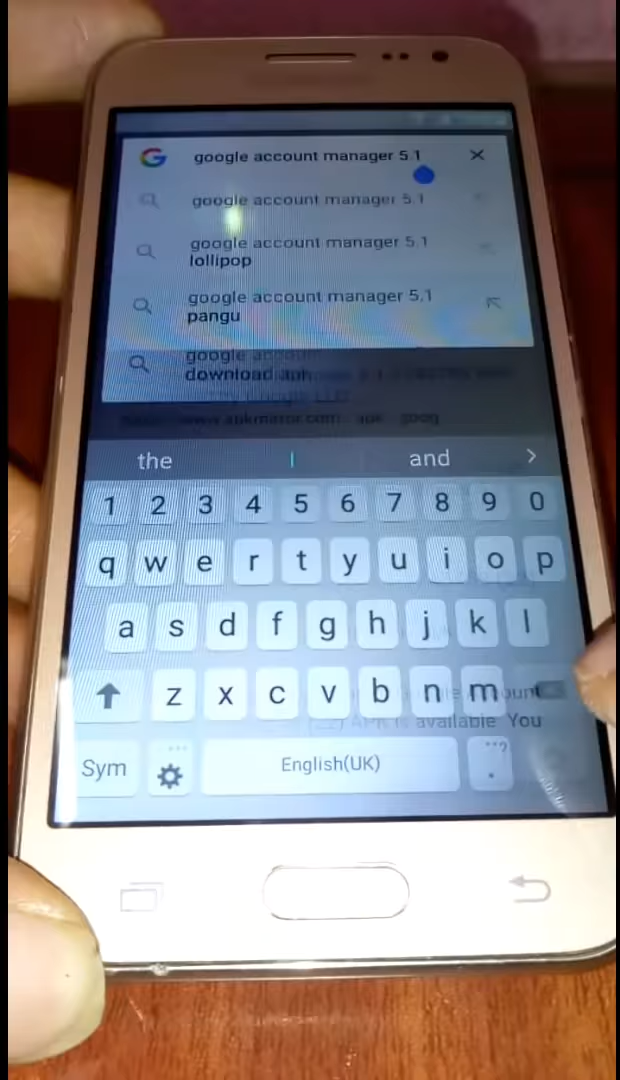 google account manager 5.1
google account manager 5.1
google account manager 5.1
lollipop
google account manager 5.1
pangu
google
download apk
the
and
1 2 3 4 5 6 7 8 9 0
q w e r t y u i o p
a s d f g h j k l
z x c v b n m
APK is available. You
Sym
English(UK)